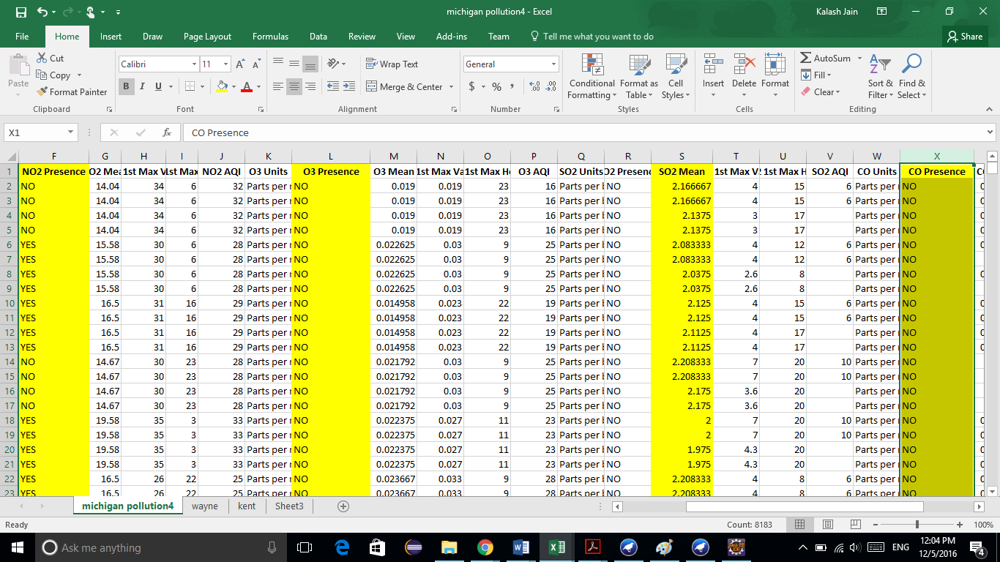 michigan pollution4 - Excel Kalash Jain
File Home Insert Draw Page Layout Formulas Data Review View Add-ins Team Tell me what you want to do Share
Paste Cut Copy Format Painter Clipboard
Calibri 11 B I U Font
Wrap Text Merge & Center Alignment
General $ % Number
Conditional Formatting Format as Table Cell Styles Styles
Insert Delete Format Cells
AutoSum Fill Clear Sort & Filter Find & Select Editing
X1 fx CO Presence
F G H I J K L M N O P Q R S T U V W X
1 NO2 Presence O2 Mea 1st Max V 1st Max NO2 AQI O3 Units O3 Presence O3 Mean 1st Max Va 1st Max Ho O3 AQI SO2 Units O2 Presenc SO2 Mean 1st Max V 1st Max H SO2 AQI CO Units CO Presence
2 NO 14.04 34 6 32 Parts per NO 0.019 0.019 23 16 Parts per NO 2.166667 4 15 6 Parts per NO
3 NO 14.04 34 6 32 Parts per NO 0.019 0.019 23 16 Parts per NO 2.166667 4 15 6 Parts per NO
4 NO 14.04 34 6 32 Parts per NO 0.019 0.019 23 16 Parts per NO 2.1375 3 17 Parts per NO
5 NO 14.04 34 6 32 Parts per NO 0.019 0.019 23 16 Parts per NO 2.1375 3 17 Parts per NO
6 YES 15.58 30 6 28 Parts per NO 0.022625 0.03 9 25 Parts per NO 2.083333 4 12 6 Parts per NO
7 YES 15.58 30 6 28 Parts per NO 0.022625 0.03 9 25 Parts per NO 2.083333 4 12 6 Parts per NO
8 YES 15.58 30 6 28 Parts per NO 0.022625 0.03 9 25 Parts per NO 2.0375 2.6 8 Parts per NO
9 YES 15.58 30 6 28 Parts per NO 0.022625 0.03 9 25 Parts per NO 2.0375 2.6 8 Parts per NO
10 YES 16.5 31 16 29 Parts per NO 0.014958 0.023 22 19 Parts per NO 2.125 4 15 6 Parts per NO
11 YES 16.5 31 16 29 Parts per NO 0.014958 0.023 22 19 Parts per NO 2.125 4 15 6 Parts per NO
12 YES 16.5 31 16 29 Parts per NO 0.014958 0.023 22 19 Parts per NO 2.1125 4 17 Parts per NO
13 YES 16.5 31 16 29 Parts per NO 0.014958 0.023 22 19 Parts per NO 2.1125 4 17 Parts per NO
14 NO 14.67 30 23 28 Parts per NO 0.021792 0.03 9 25 Parts per NO 2.208333 7 20 10 Parts per NO
15 NO 14.67 30 23 28 Parts per NO 0.021792 0.03 9 25 Parts per NO 2.208333 7 20 10 Parts per NO
16 NO 14.67 30 23 28 Parts per NO 0.021792 0.03 9 25 Parts per NO 2.175 3.6 20 Parts per NO
17 NO 14.67 30 23 28 Parts per NO 0.021792 0.03 9 25 Parts per NO 2.175 3.6 20 Parts per NO
18 YES 19.58 35 3 33 Parts per NO 0.022375 0.027 11 23 Parts per NO 2 7 20 10 Parts per NO
19 YES 19.58 35 3 33 Parts per NO 0.022375 0.027 11 23 Parts per NO 2 7 20 10 Parts per NO
20 YES 19.58 35 3 33 Parts per NO 0.022375 0.027 11 23 Parts per NO 1.975 4.3 20 Parts per NO
21 YES 19.58 35 3 33 Parts per NO 0.022375 0.027 11 23 Parts per NO 1.975 4.3 20 Parts per NO
22 YES 16.5 26 22 25 Parts per NO 0.023667 0.033 9 28 Parts per NO 2.208333 4 8 6 Parts per NO
23 YES 16.5 26 22 25 Parts per NO 0.023667 0.033 9 28 Parts per NO 2.208333 4 8 6 Parts per NO
michigan pollution4 wayne kent Sheet3
Ready Count: 8183 100%
Ask me anything ENG 12:04 PM
12/5/2016 4